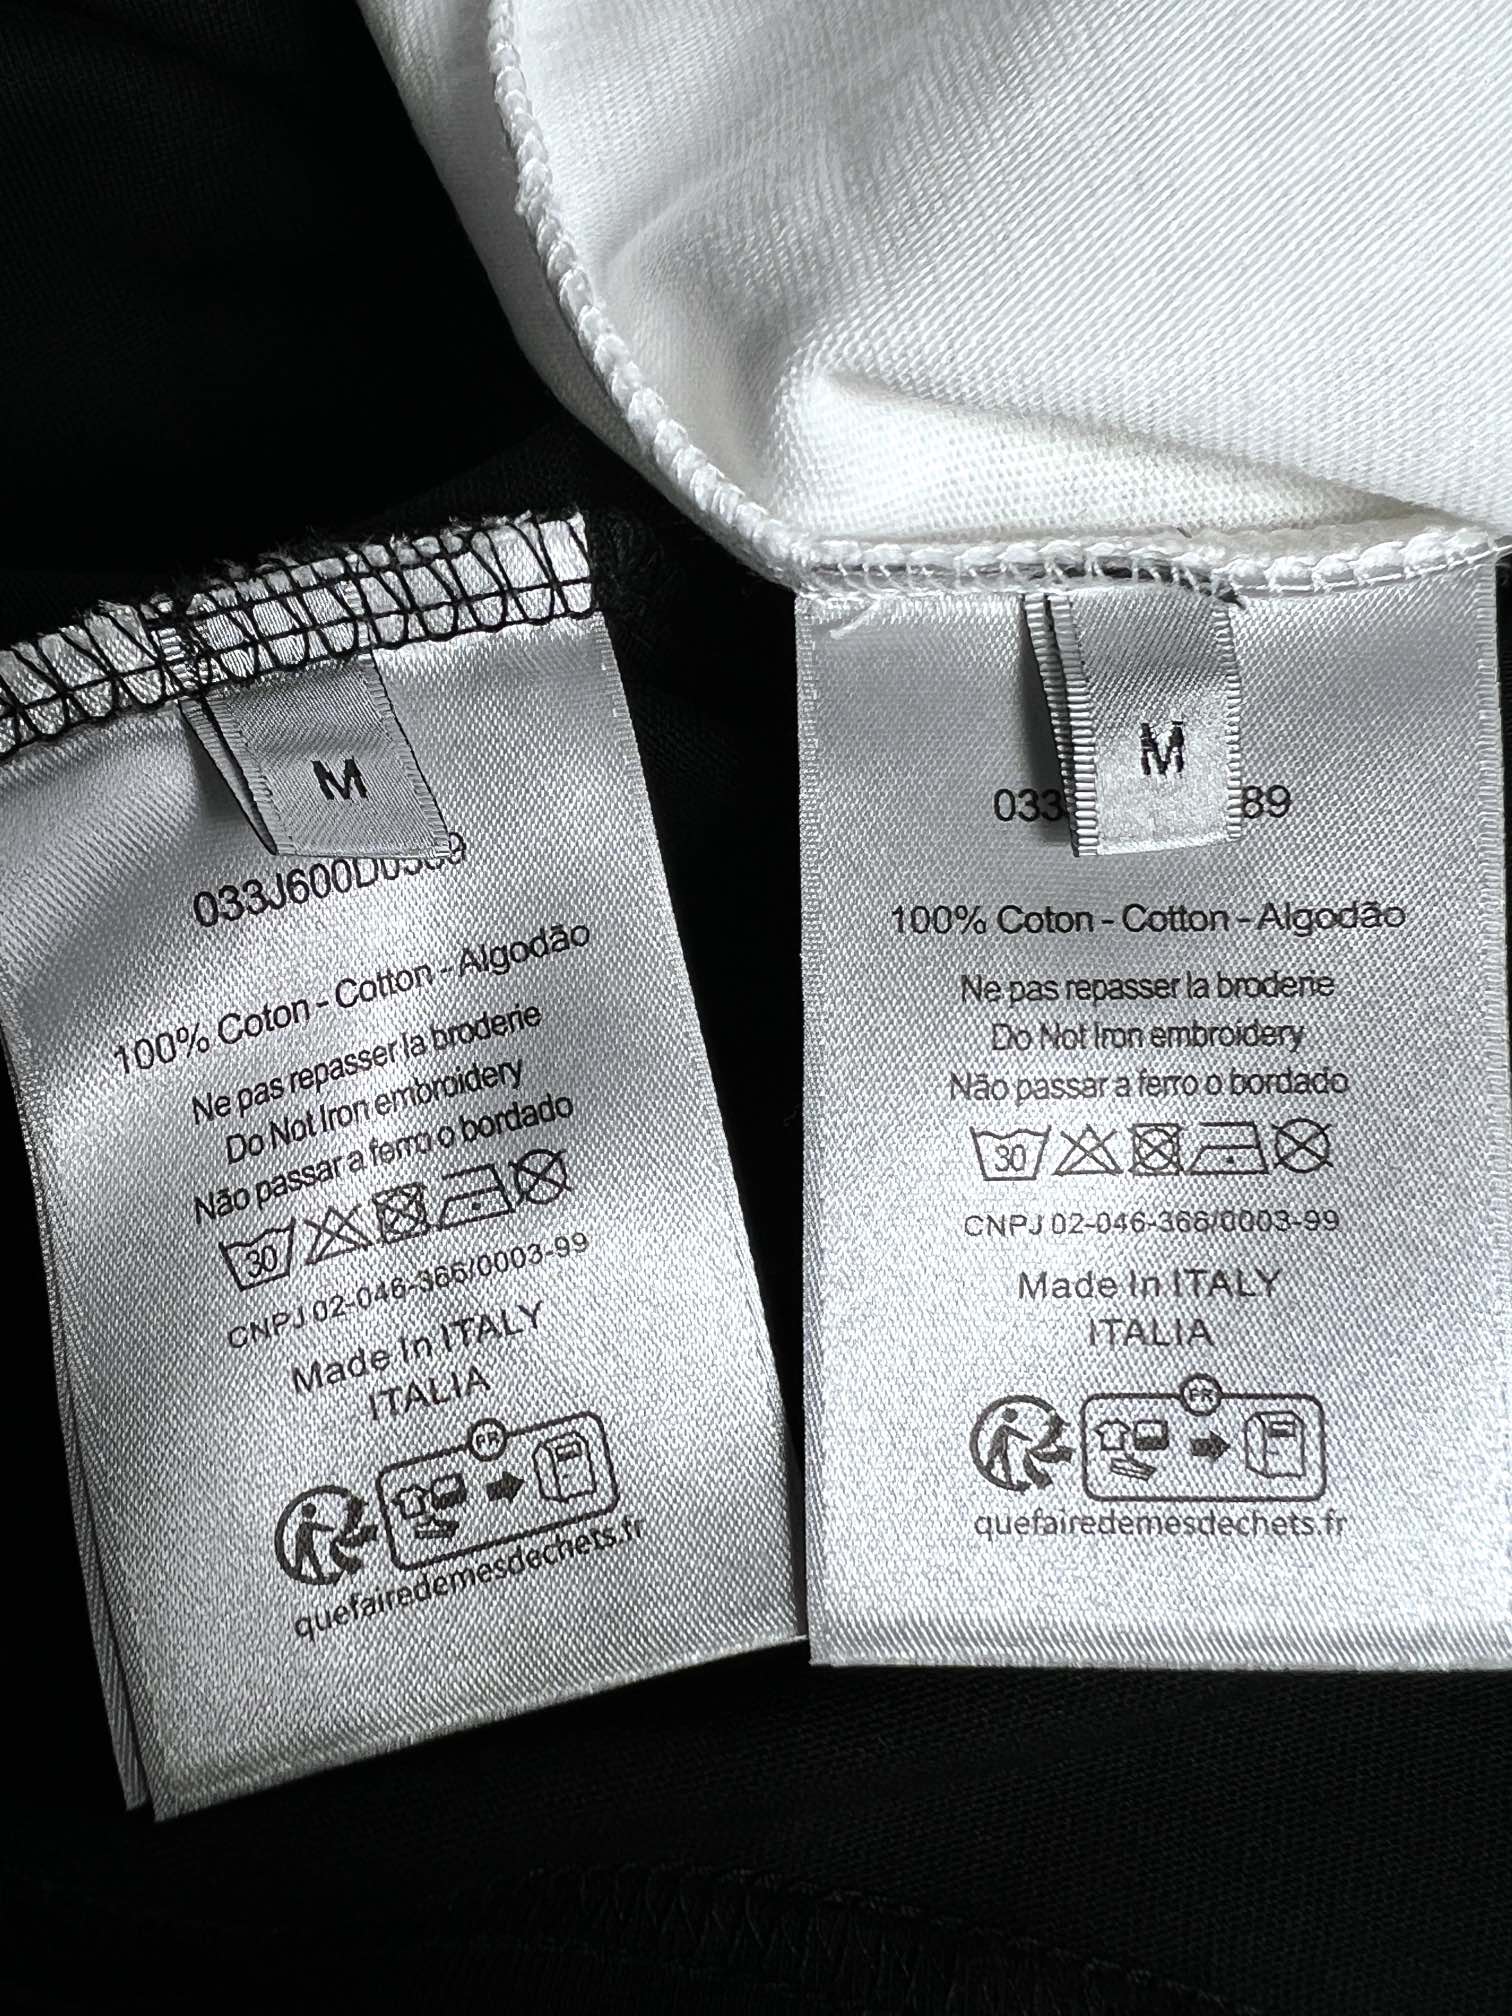 M
100% Coton - Cotton - Algodão
Ne pas repasser la broderie
Do Not Iron embroidery
Não passar a ferro o bordado
30
CNPJ 02-046-366/0003-99
Made In ITALY
ITALIA
FR
quefairedemesdechets.fr
M
033 89
100% Coton - Cotton - Algodão
Ne pas repasser la broderie
Do Not Iron embroidery
Não passar a ferro o bordado
30
CNPJ 02-046-366/0003-99
Made In ITALY
ITALIA
FR
quefairedemesdechets.fr